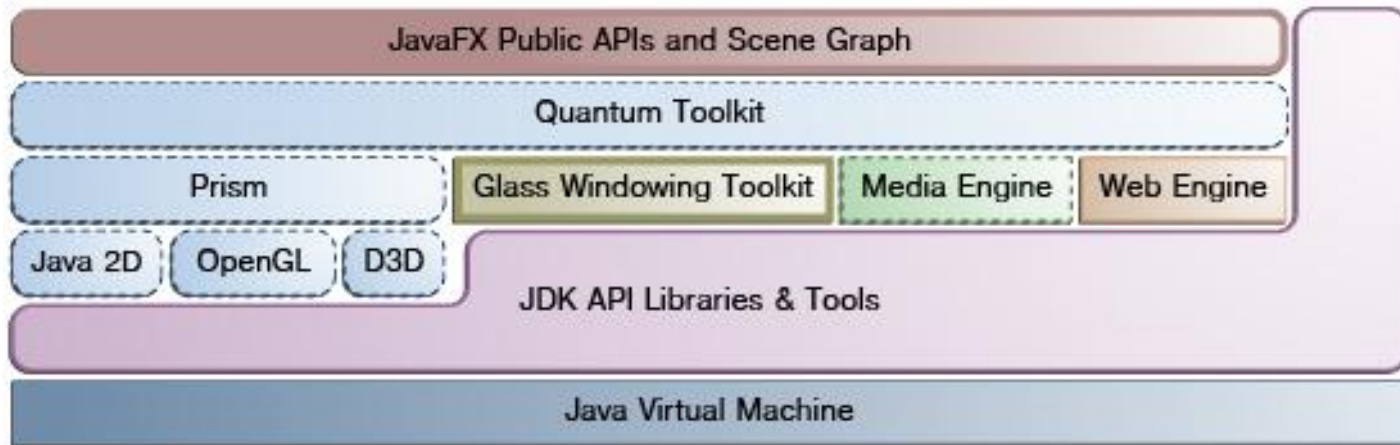 JavaFX Public APIs and Scene Graph
Quantum Toolkit
Prism
Glass Windowing Toolkit
Media Engine
Web Engine
Java 2D
OpenGL
D3D
JDK API Libraries & Tools
Java Virtual Machine